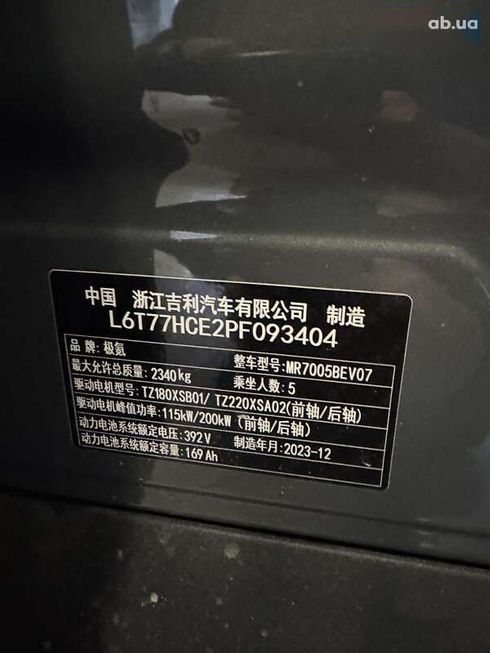 ab.ua
中国 浙江吉利汽车有限公司 制造
L6T77HCE2PF093404
品牌:极氪 整车型号:MR7005BEV07
最大允许总质量:2340kg 乘坐人数:5
驱动电机型号:TZ180XSB01/ TZ220XSA02(前轴/后轴)
驱动电机峰值功率:115kW/200kW (前轴/后轴)
动力电池系统额定电压:392V 制造年月:2023-12
动力电池系统额定容量:169Ah